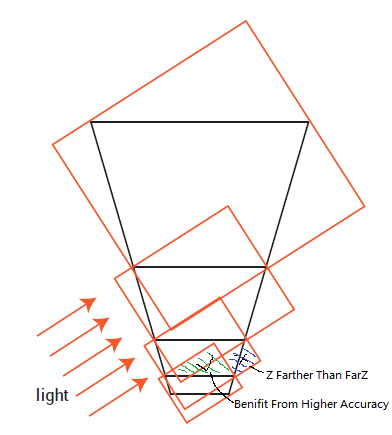 Z Farther Than FarZ
light
Benifit From Higher Accuracy